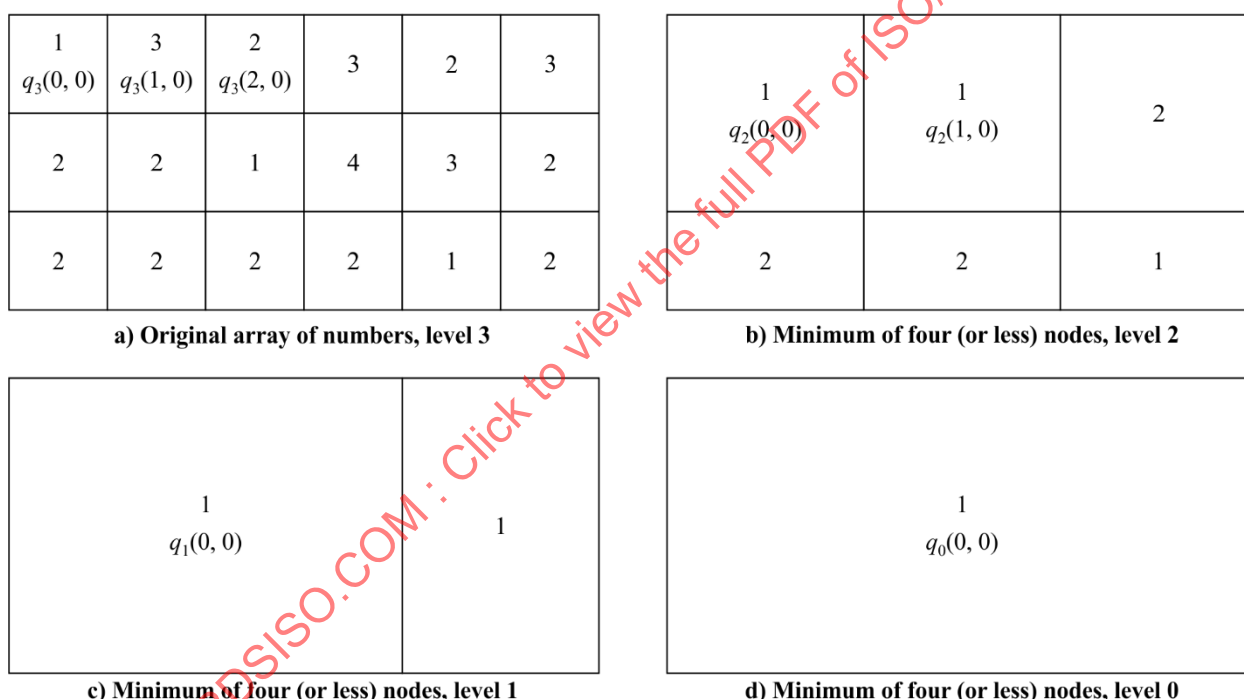 1 3 2 3 2 3
q3(0, 0) q3(1, 0) q3(2, 0)
2 2 1 4 3 2
2 2 2 2 1 2
a) Original array of numbers, level 3
1 1 2
q2(0, 0) q2(1, 0)
2 2 1
b) Minimum of four (or less) nodes, level 2
1 1
q1(0, 0)
c) Minimum of four (or less) nodes, level 1
1
q0(0, 0)
d) Minimum of four (or less) nodes, level 0
DSISO.COM : Click to view the full PDF of ISO